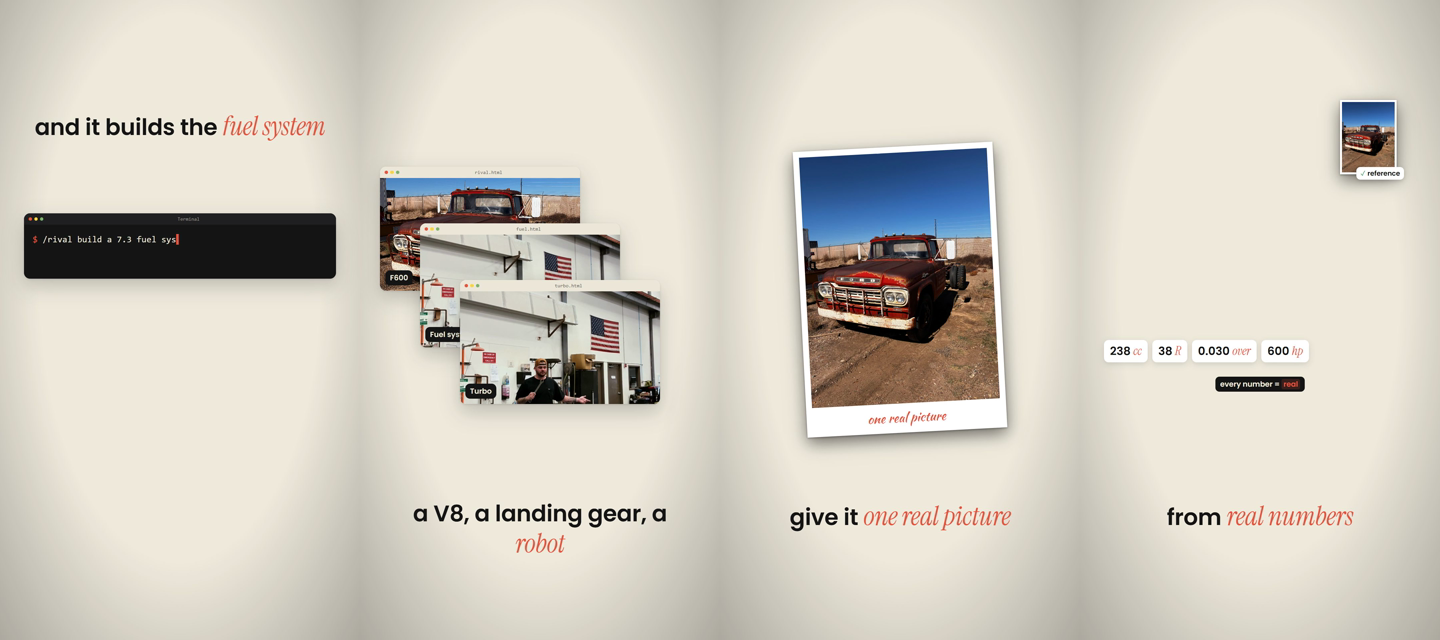 and it builds the fuel system
Terminal
$ /rival build a 7.3 fuel sys
rival.html
F600
fuel.html
Fuel sys
turbo.html
Turbo
a V8, a landing gear, a
robot
one real picture
give it one real picture
✓ reference
238 cc 38 R 0.030 over 600 hp
every number = real
from real numbers